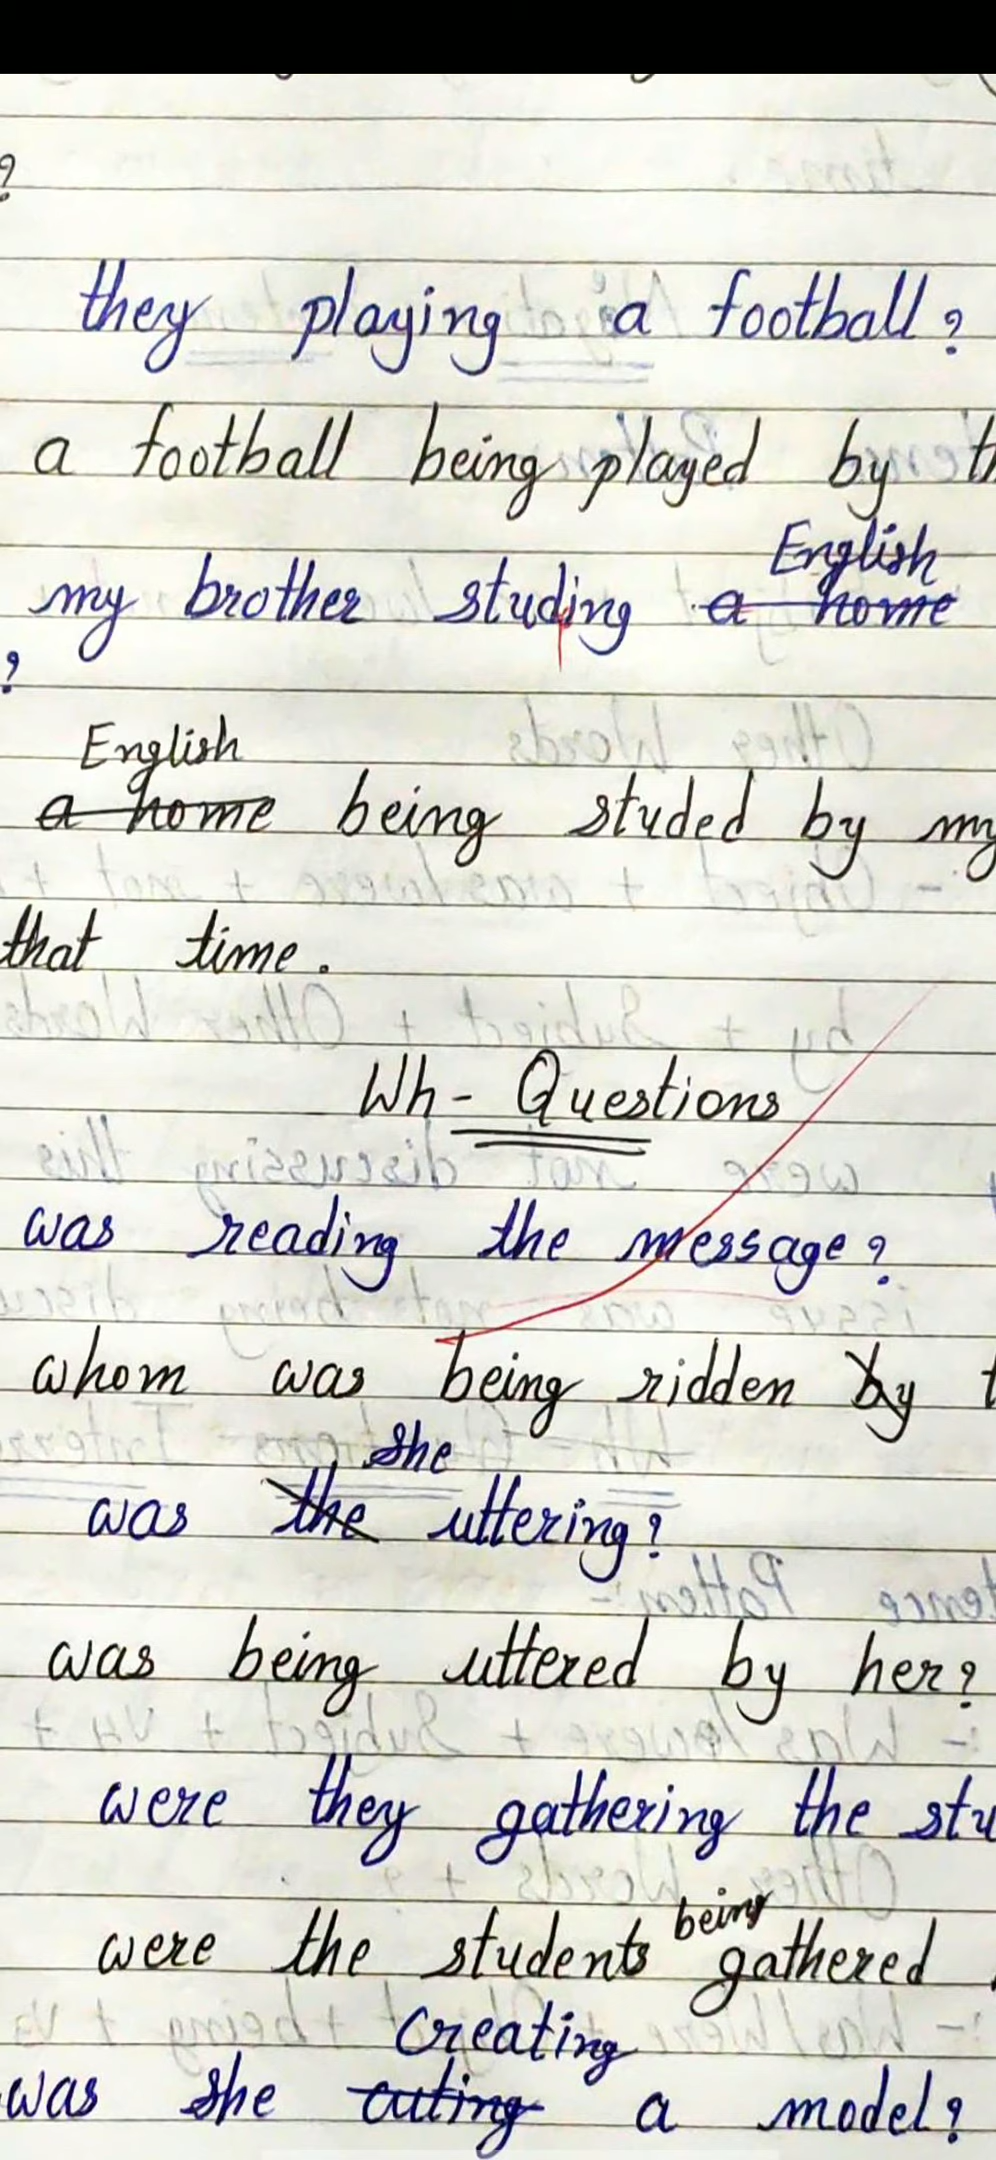 ?
they playing a football?
a football being played by th
English
my brother studing a home
?
English
a home being studed by my
that time.
Wh- Questions
was reading the message?
whom was being ridden by t
she
was the uttering?
was being uttered by her?
were they gathering the stu
being
were the students gathered
Creating
was she cuting a model?